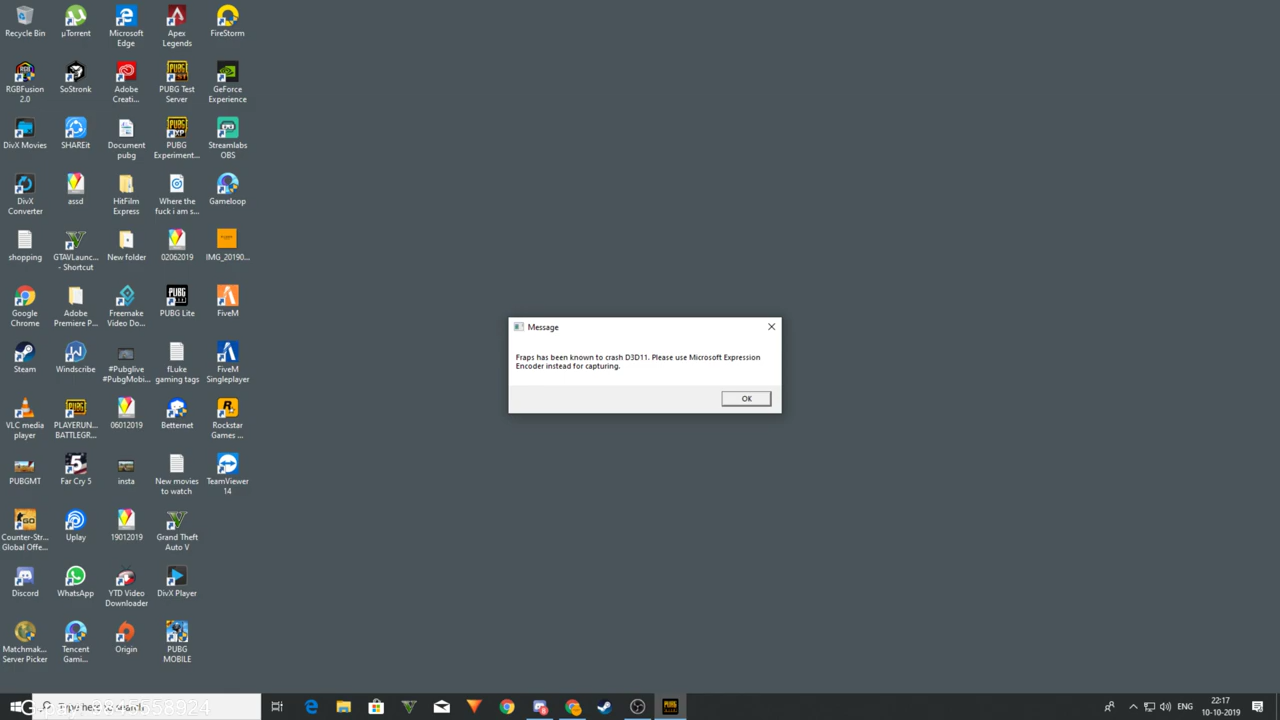 Recycle Bin
µTorrent
Microsoft
Edge
Apex
Legends
FireStorm
RGBFusion
2.0
SoStronk
Adobe
Creati...
PUBG Test
Server
GeForce
Experience
DivX Movies
SHAREit
Document
pubg
PUBG
Experiment...
Streamlabs
OBS
DivX
Converter
assd
HitFilm
Express
Where the
fuck i am s...
Gameloop
shopping
GTAVLaunc...
- Shortcut
New folder
02062019
IMG_20190...
Google
Chrome
Adobe
Premiere P...
Freemake
Video Do...
PUBG Lite
FiveM
Message
Fraps has been known to crash D3D11. Please use Microsoft Expression
Encoder instead for capturing.
OK
Steam
Windscribe
#Pubglive
#PubgMobi...
fLuke
gaming tags
FiveM
Singleplayer
VLC media
player
PLAYERUN...
BATTLEGR...
06012019
Betternet
Rockstar
Games ...
PUBGMT
Far Cry 5
insta
New movies
to watch
TeamViewer
14
Counter-Str...
Global Offe...
Uplay
19012019
Grand Theft
Auto V
Discord
WhatsApp
YTD Video
Downloader
DivX Player
Matchmak...
Server Picker
Tencent
Gami...
Origin
PUBG
MOBILE
Type here to search
ENG
22:17
10-10-2019